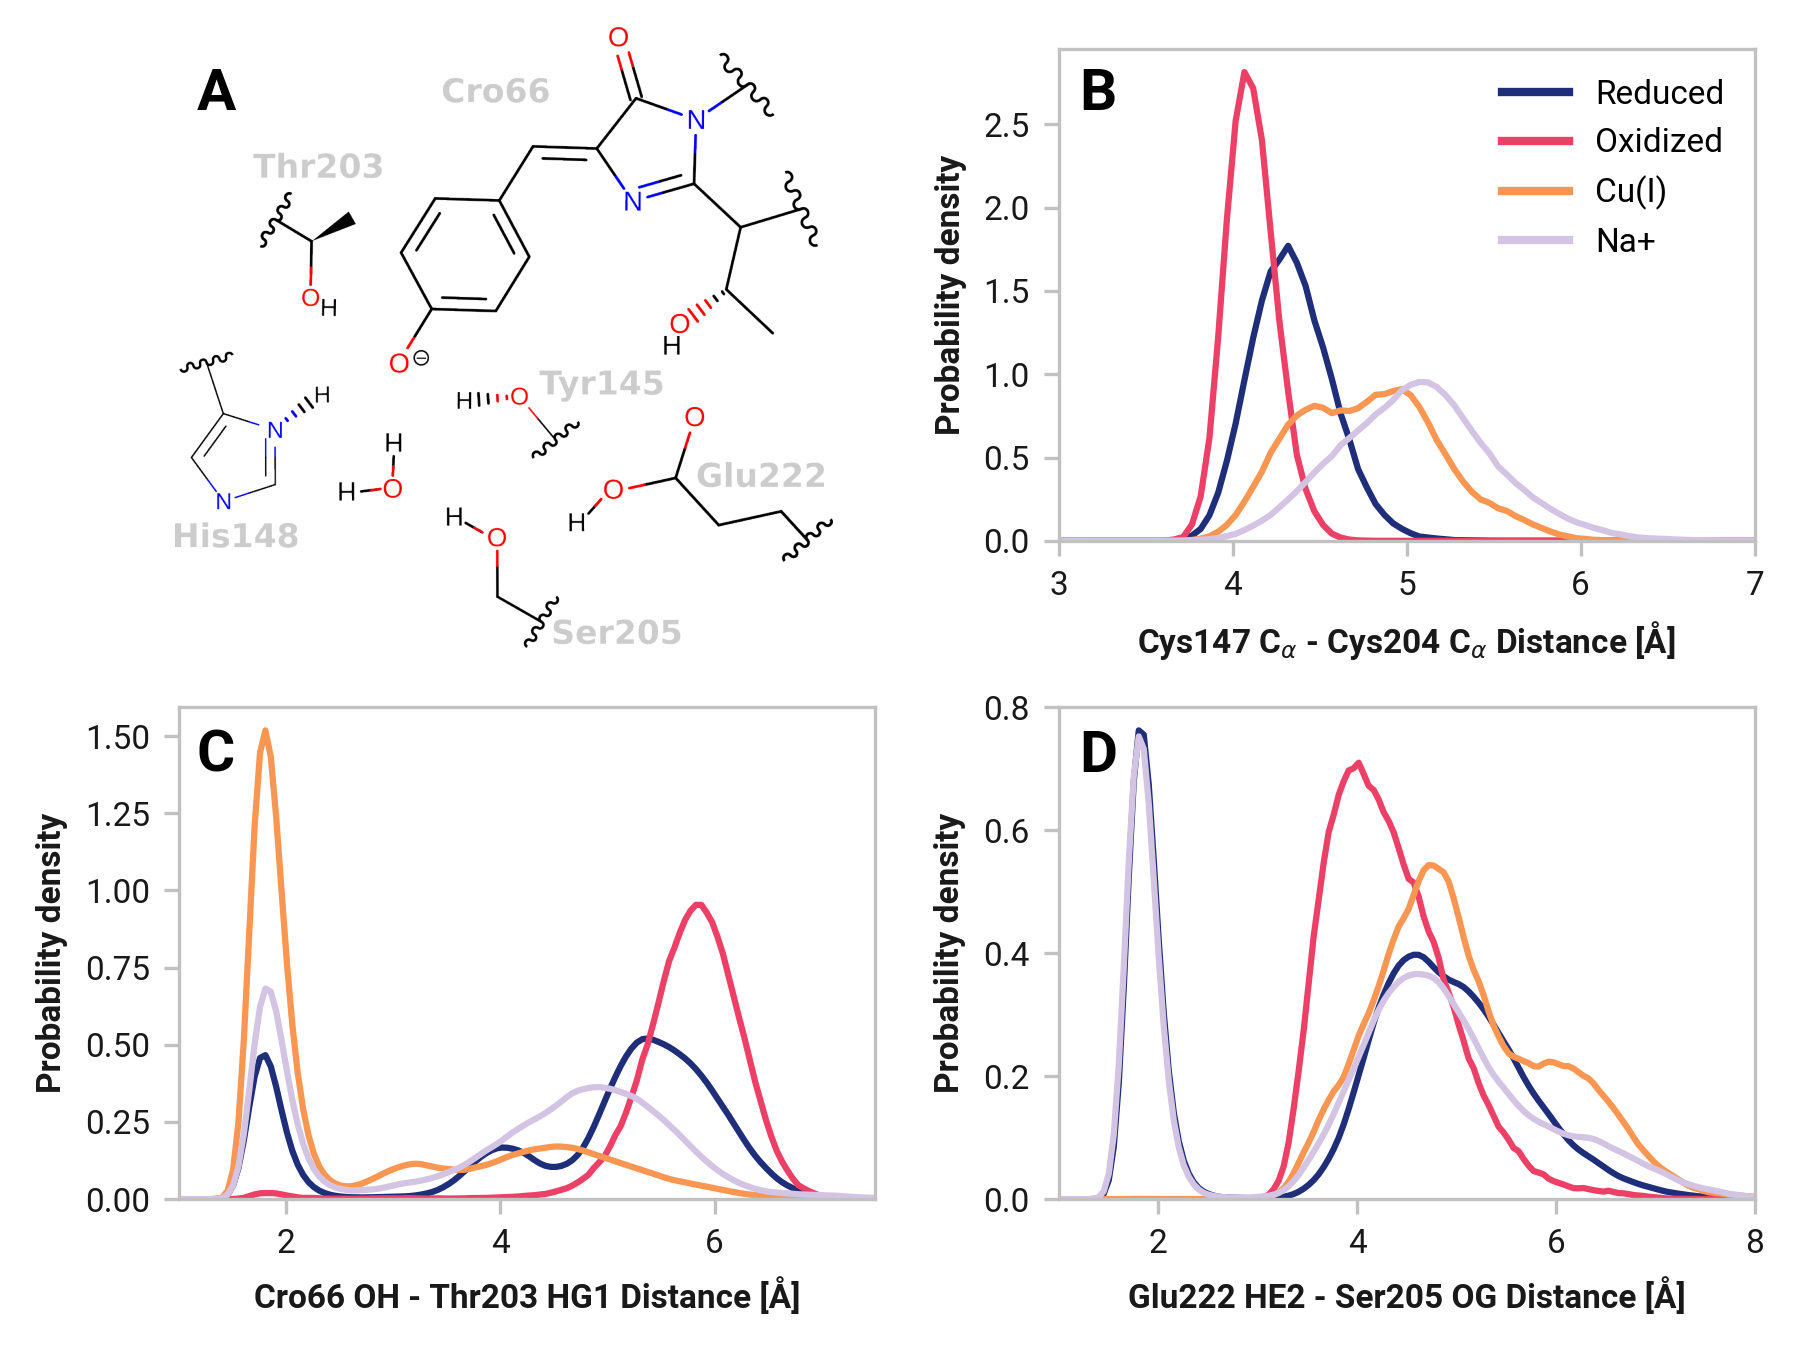 A
Cro66
O
N
N
Thr203
O
H
O
H
O⊖
Tyr145
H
O
H
N
N
His148
H
H
O
O
O
H
Glu222
H
O
Ser205
B
Reduced
Oxidized
Cu(I)
Na+
Probability density
2.5
2.0
1.5
1.0
0.5
0.0
3 4 5 6 7
Cys147 Cα - Cys204 Cα Distance [Å]
C
Probability density
1.50
1.25
1.00
0.75
0.50
0.25
0.00
2 4 6
Cro66 OH - Thr203 HG1 Distance [Å]
D
Probability density
0.8
0.6
0.4
0.2
0.0
2 4 6 8
Glu222 HE2 - Ser205 OG Distance [Å]